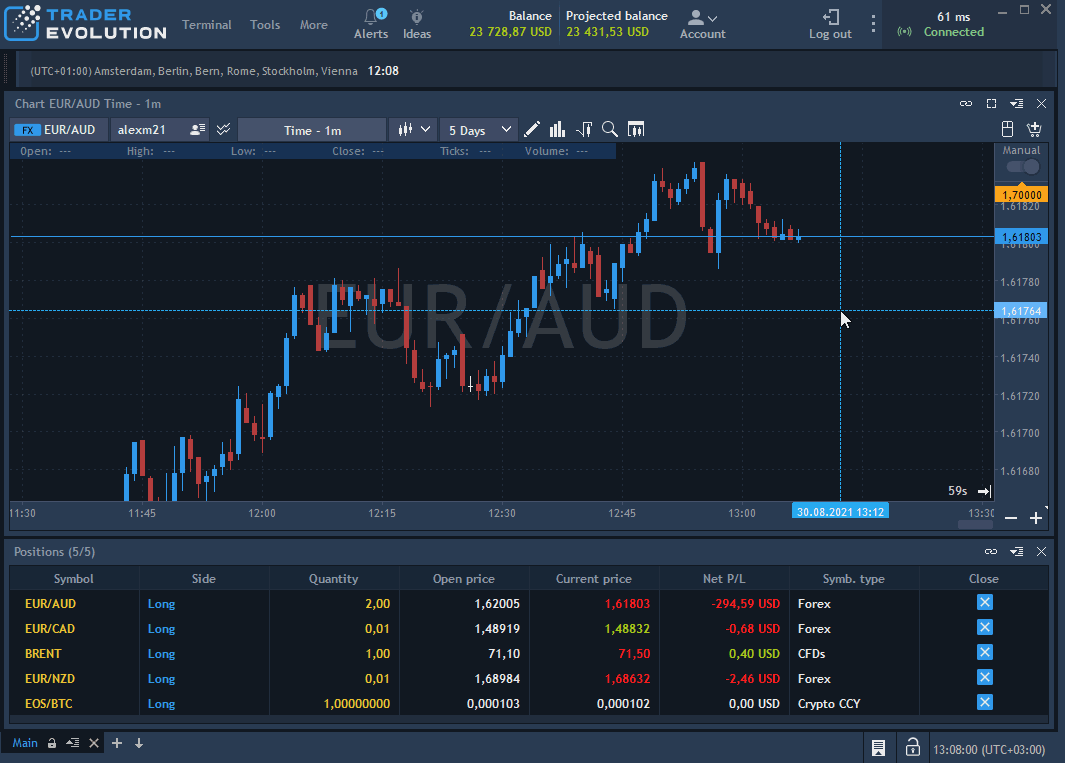 TRADER
EVOLUTION
Terminal Tools More
1
Alerts Ideas
Balance
23 728,87 USD
Projected balance
23 431,53 USD
Account
Log out
61 ms
Connected
(UTC+01:00) Amsterdam, Berlin, Bern, Rome, Stockholm, Vienna 12:08
Chart EUR/AUD Time - 1m
FX EUR/AUD alexm21 Time - 1m 5 Days
Open: --- High: --- Low: --- Close: --- Ticks: --- Volume: --- Manual
1,70000
1.61820
1,61803
1.61800
1.61780
1,61764
1.61760
EUR/AUD
1.61740
1.61720
1.61700
1.61680
59s
11:30 11:45 12:00 12:15 12:30 12:45 13:00 30.08.2021 13:12 13:30
Positions (5/5)
Symbol Side Quantity Open price Current price Net P/L Symb. type Close
EUR/AUD Long 2,00 1,62005 1,61803 -294,59 USD Forex
EUR/CAD Long 0,01 1,48919 1,48832 -0,68 USD Forex
BRENT Long 1,00 71,10 71,50 0,40 USD CFDs
EUR/NZD Long 0,01 1,68984 1,68632 -2,46 USD Forex
EOS/BTC Long 1,00000000 0,000103 0,000102 0,00 USD Crypto CCY
Main
13:08:00 (UTC+03:00)